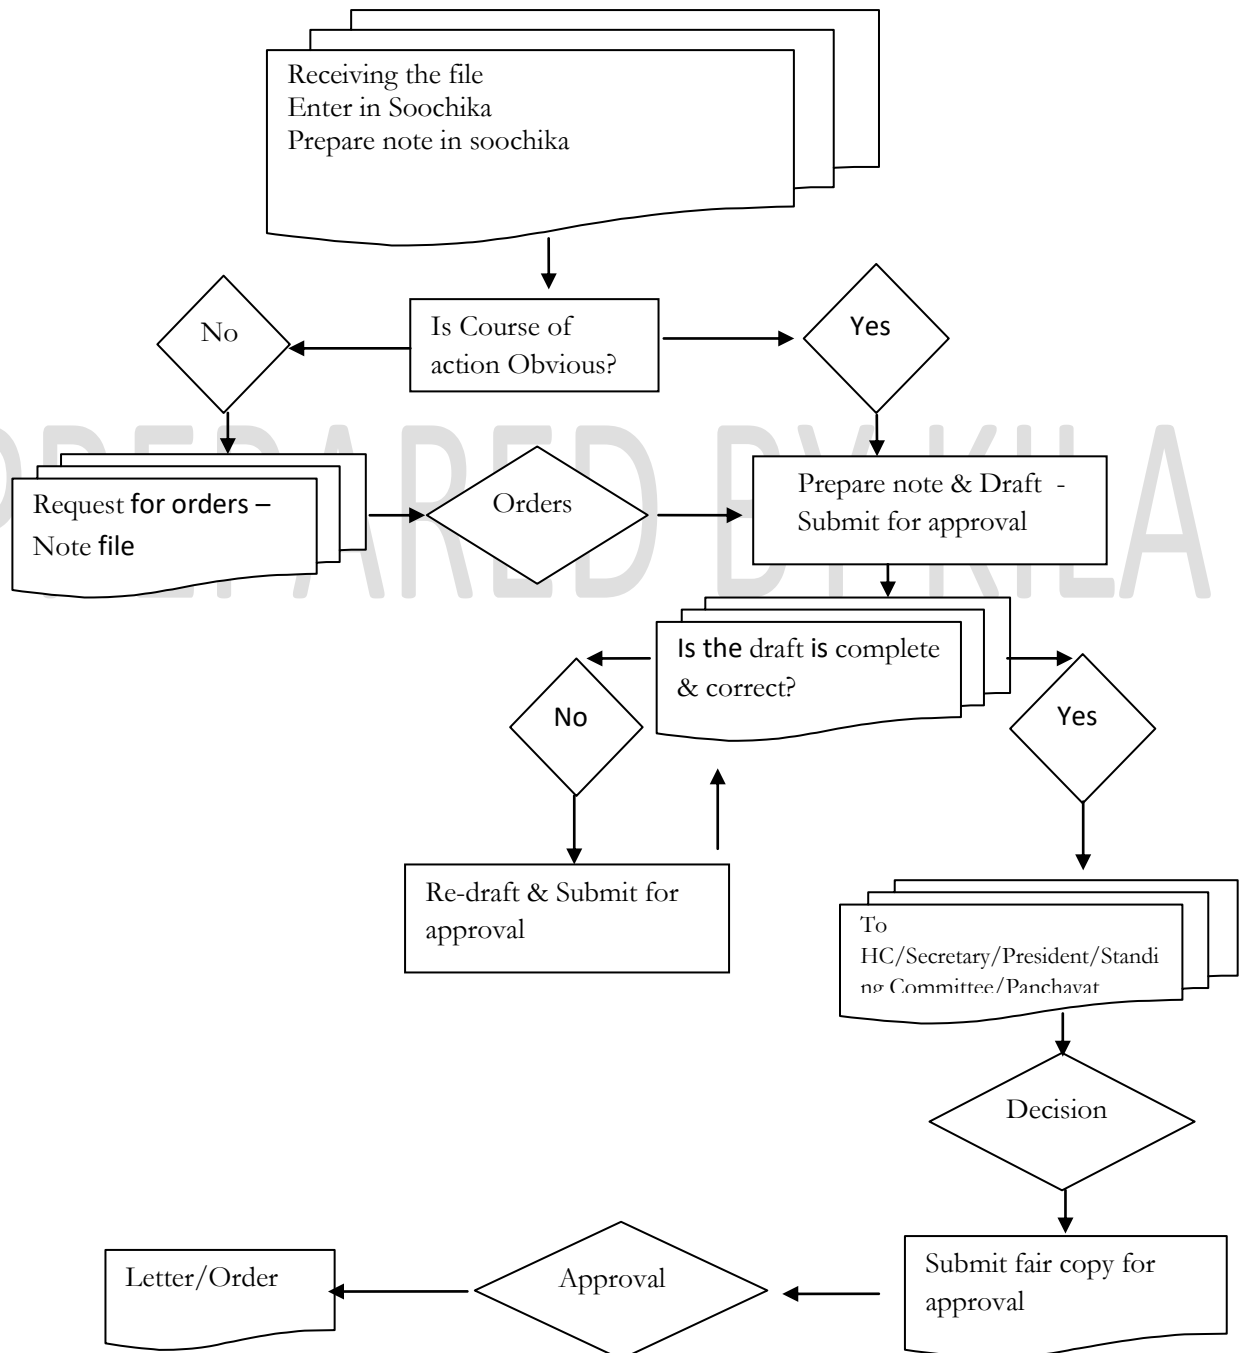 Receiving the file
Enter in Soochika
Prepare note in soochika
No
Is Course of
action Obvious?
Yes
PREPARED BY KILA
Request for orders –
Note file
Orders
Prepare note & Draft -
Submit for approval
Is the draft is complete
& correct?
No
Yes
Re-draft & Submit for
approval
To
HC/Secretary/President/Standi
ng Committee/Panchayat
Decision
Submit fair copy for
approval
Approval
Letter/Order